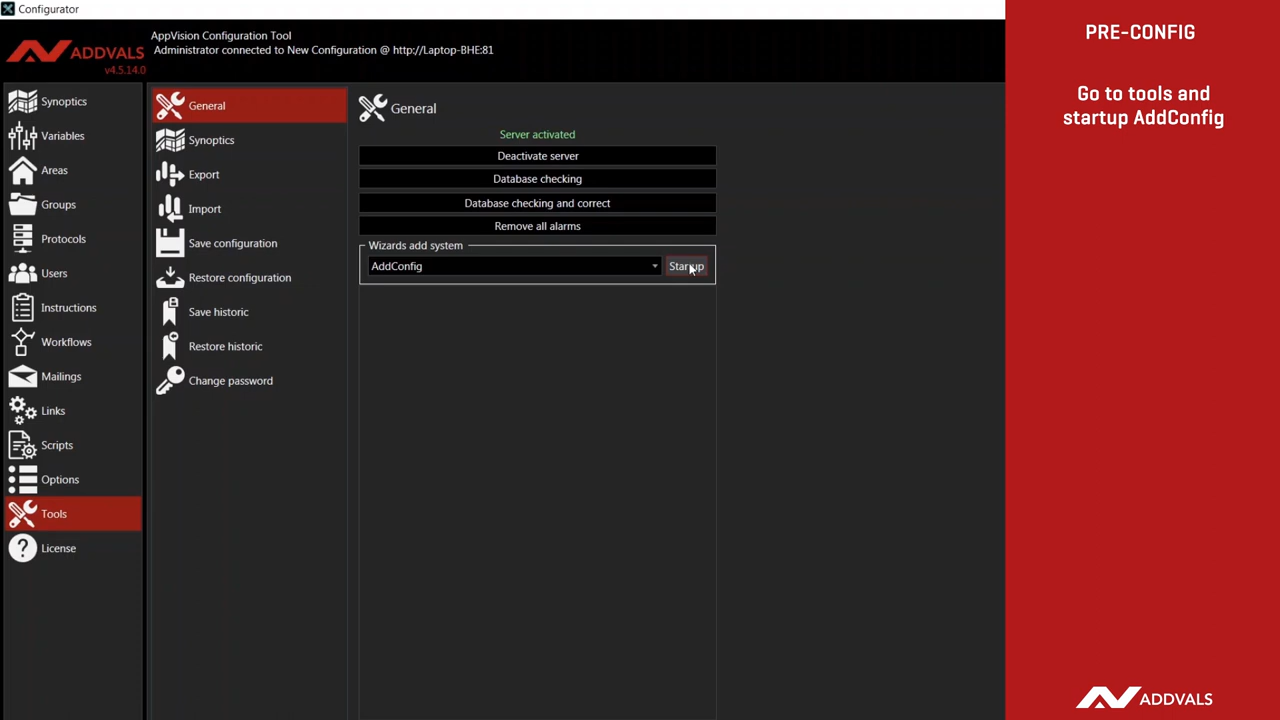 Configurator
ADDVALS
v4.5.14.0
AppVision Configuration Tool
Administrator connected to New Configuration @ http://Laptop-BHE:81
Synoptics
Variables
Areas
Groups
Protocols
Users
Instructions
Workflows
Mailings
Links
Scripts
Options
Tools
License
General
Synoptics
Export
Import
Save configuration
Restore configuration
Save historic
Restore historic
Change password
General
Server activated
Deactivate server
Database checking
Database checking and correct
Remove all alarms
Wizards add system
AddConfig
Startup
PRE-CONFIG
Go to tools and
startup AddConfig
ADDVALS